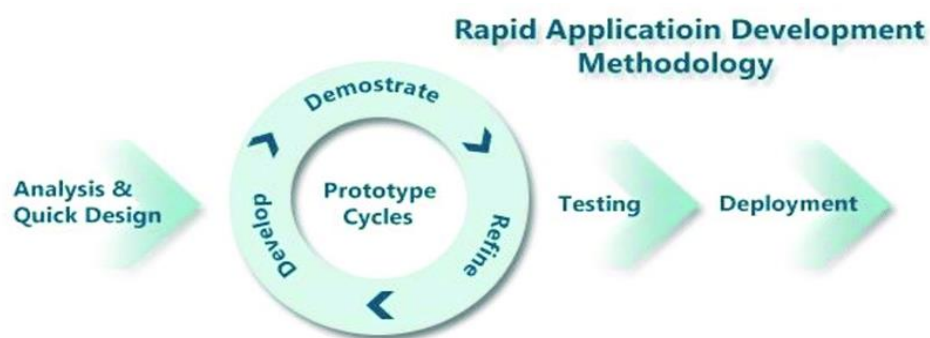 Rapid Applicatioin Development
Methodology
Demostrate
Analysis &
Quick Design
Develop
Prototype
Cycles
Refine
Testing
Deployment